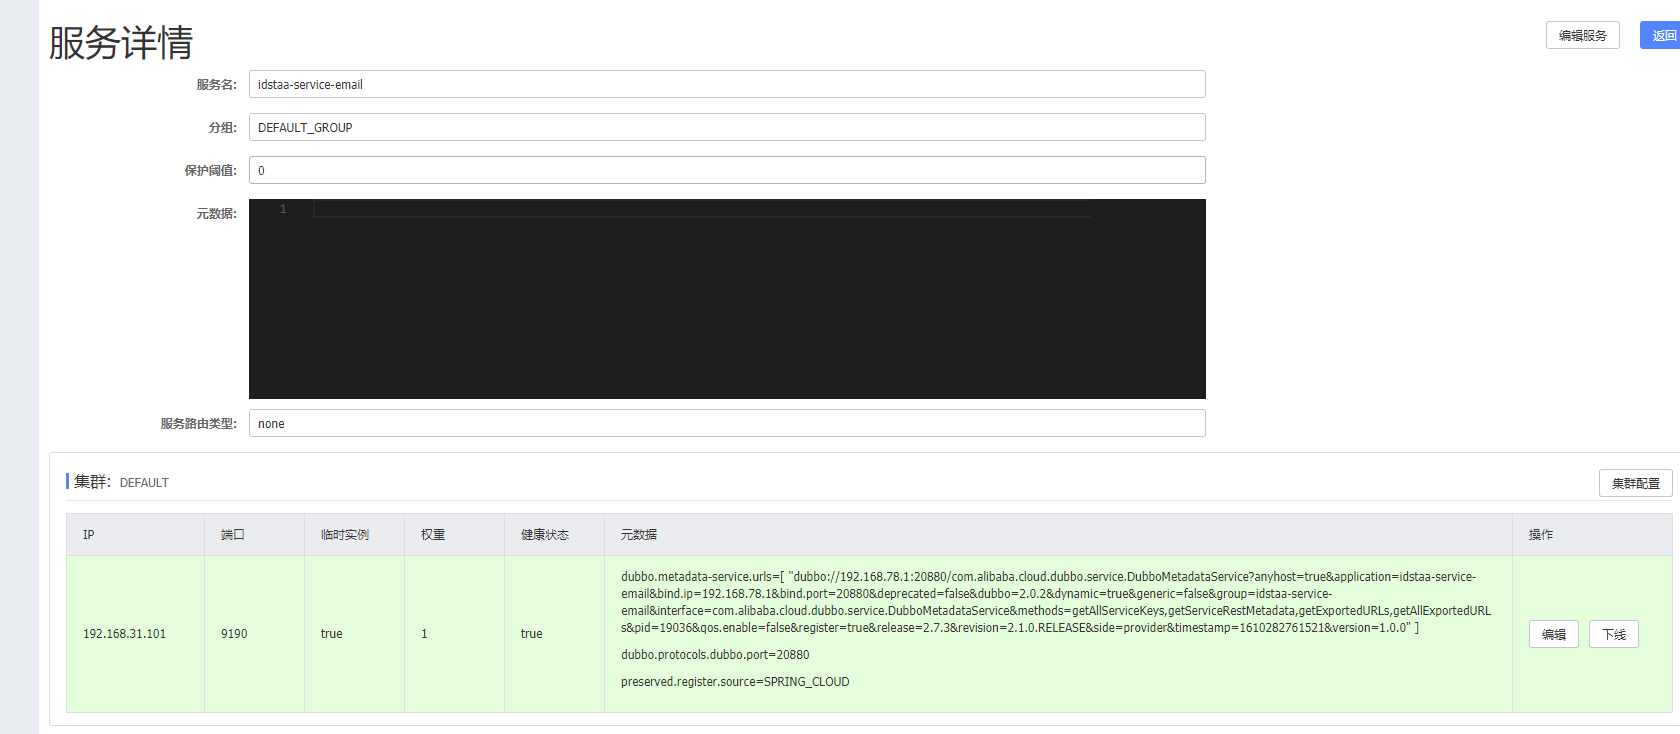 服务详情
编辑服务
返回
服务名:
idstaa-service-email
分组:
DEFAULT_GROUP
保护阈值:
0
元数据:
1
服务路由类型:
none
集群: DEFAULT
集群配置
IP 端口 临时实例 权重 健康状态 元数据 操作
192.168.31.101 9190 true 1 true
dubbo.metadata-service.urls=[ "dubbo://192.168.78.1:20880/com.alibaba.cloud.dubbo.service.DubboMetadataService?anyhost=true&application=idstaa-service-
email&bind.ip=192.168.78.1&bind.port=20880&deprecated=false&dubbo=2.0.2&dynamic=true&generic=false&group=idstaa-service-
email&interface=com.alibaba.cloud.dubbo.service.DubboMetadataService&methods=getAllServiceKeys,getServiceRestMetadata,getExportedURLs,getAllExportedURL
s&pid=19036&qos.enable=false&register=true&release=2.7.3&revision=2.1.0.RELEASE&side=provider&timestamp=1610282761521&version=1.0.0" ]
dubbo.protocols.dubbo.port=20880
preserved.register.source=SPRING_CLOUD
编辑 下线